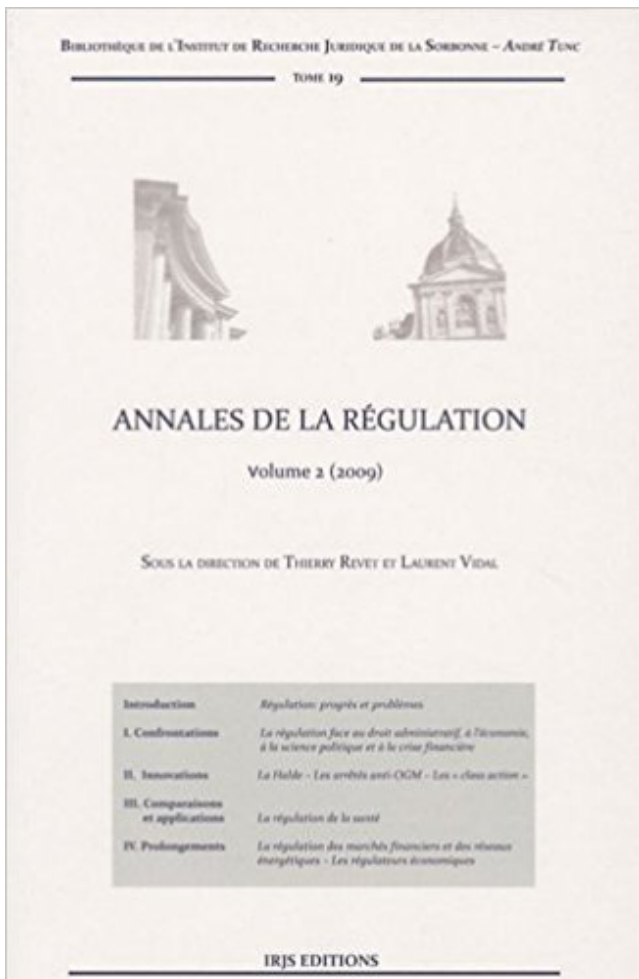 BIBLIOTHÈQUE DE L'INSTITUT DE RECHERCHE JURIDIQUE DE LA SORBONNE – ANDRÉ TUNC
TOME 19
ANNALES DE LA RÉGULATION
Volume 2 (2009)
SOUS LA DIRECTION DE THIERRY REVET ET LAURENT VIDAL
Introduction Régulation: progrès et problèmes
I. Confrontations La régulation face au droit administratif, à l'économie,
à la science politique et à la crise financière
II. Innovations La Halde – Les arrêtés anti-OGM – Les « class action »
III. Comparaisons
et applications La régulation de la santé
IV. Prolongements La régulation des marchés financiers et des réseaux
énergétiques – Les régulateurs économiques
IRJS EDITIONS